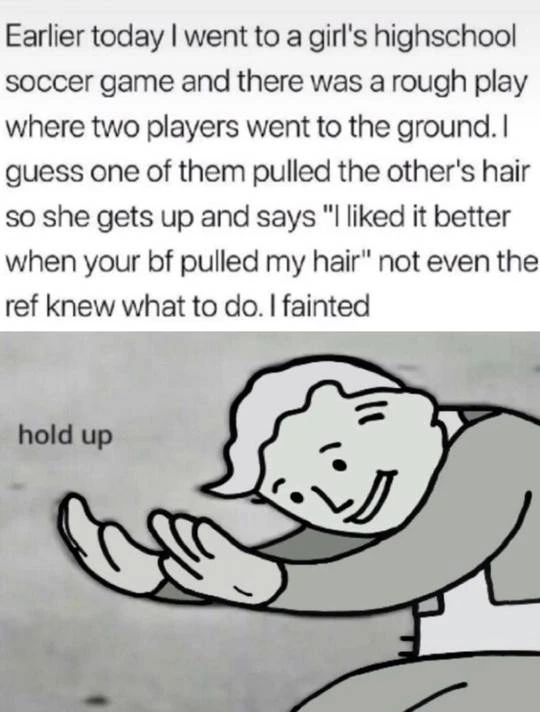 Earlier today I went to a girl's highschool
soccer game and there was a rough play
where two players went to the ground. I
guess one of them pulled the other's hair
so she gets up and says "I liked it better
when your bf pulled my hair" not even the
ref knew what to do. I fainted
hold up